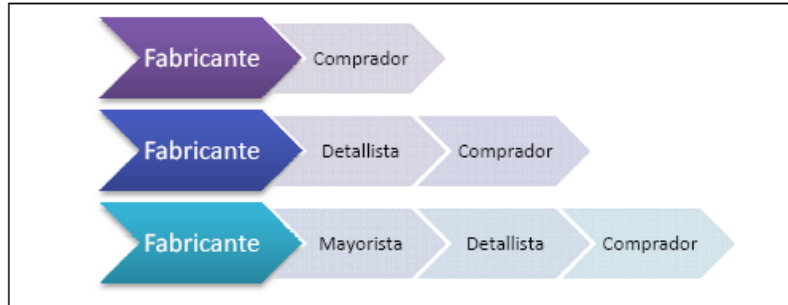 Fabricante Comprador
Fabricante Detallista Comprador
Fabricante Mayorista Detallista Comprador